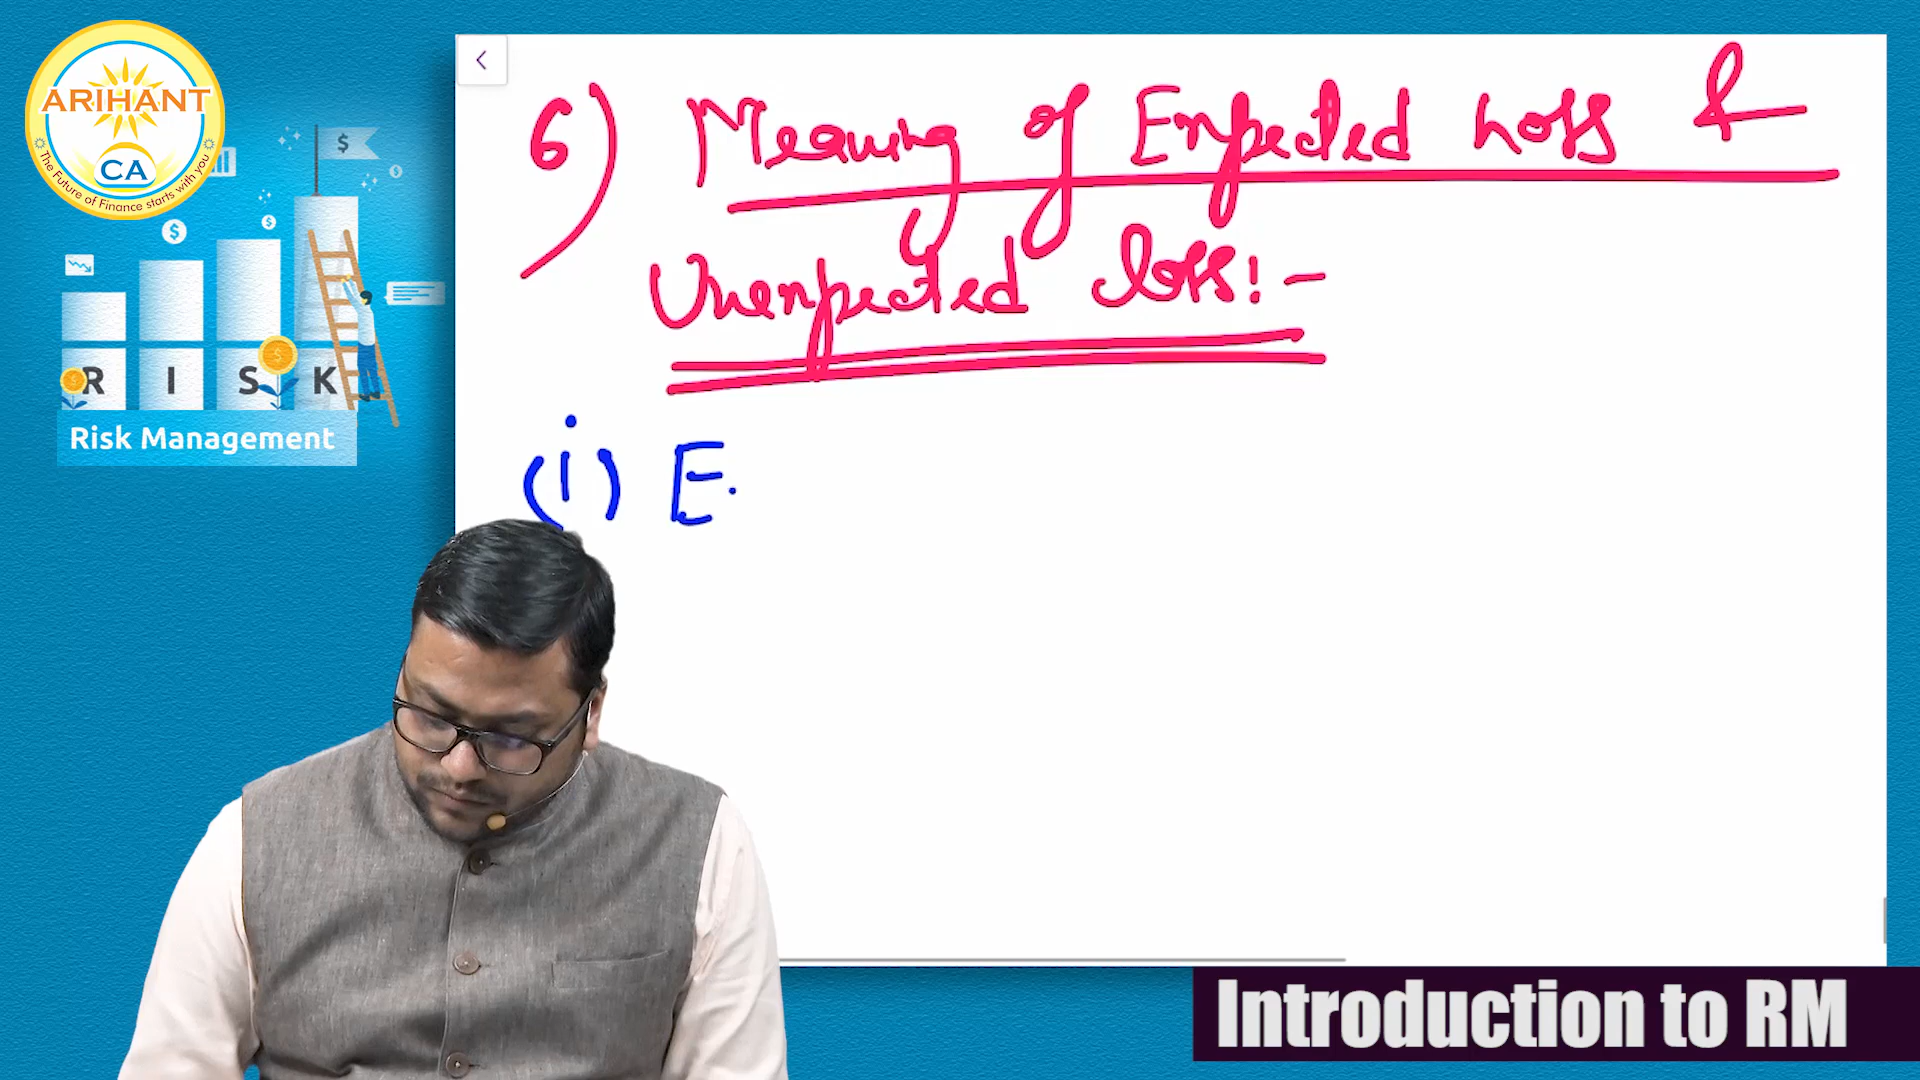 ARIHANT
CA
The Future of Finance starts with you
R I S K
Risk Management
6) Meaning of Expected Loss &
Unexpected loss:-
(i) E
Introduction to RM